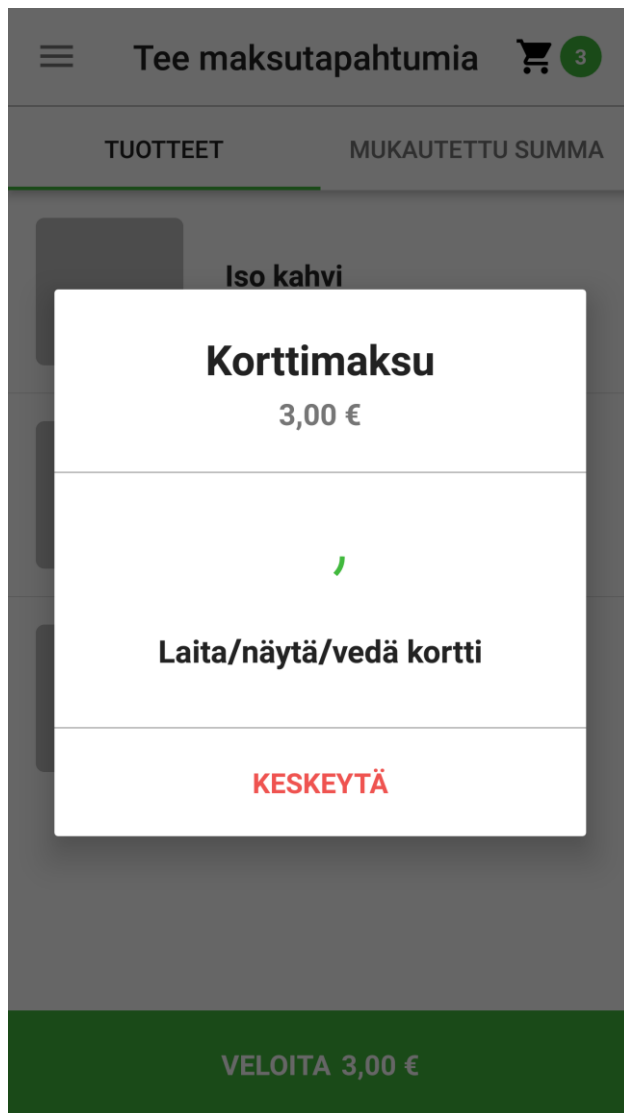 Tee maksutapahtumia 3
TUOTTEET MUKAUTETTU SUMMA
Iso kahvi
Korttimaksu
3,00 €
Laita/näytä/vedä kortti
KESKEYTÄ
VELOITA 3,00 €